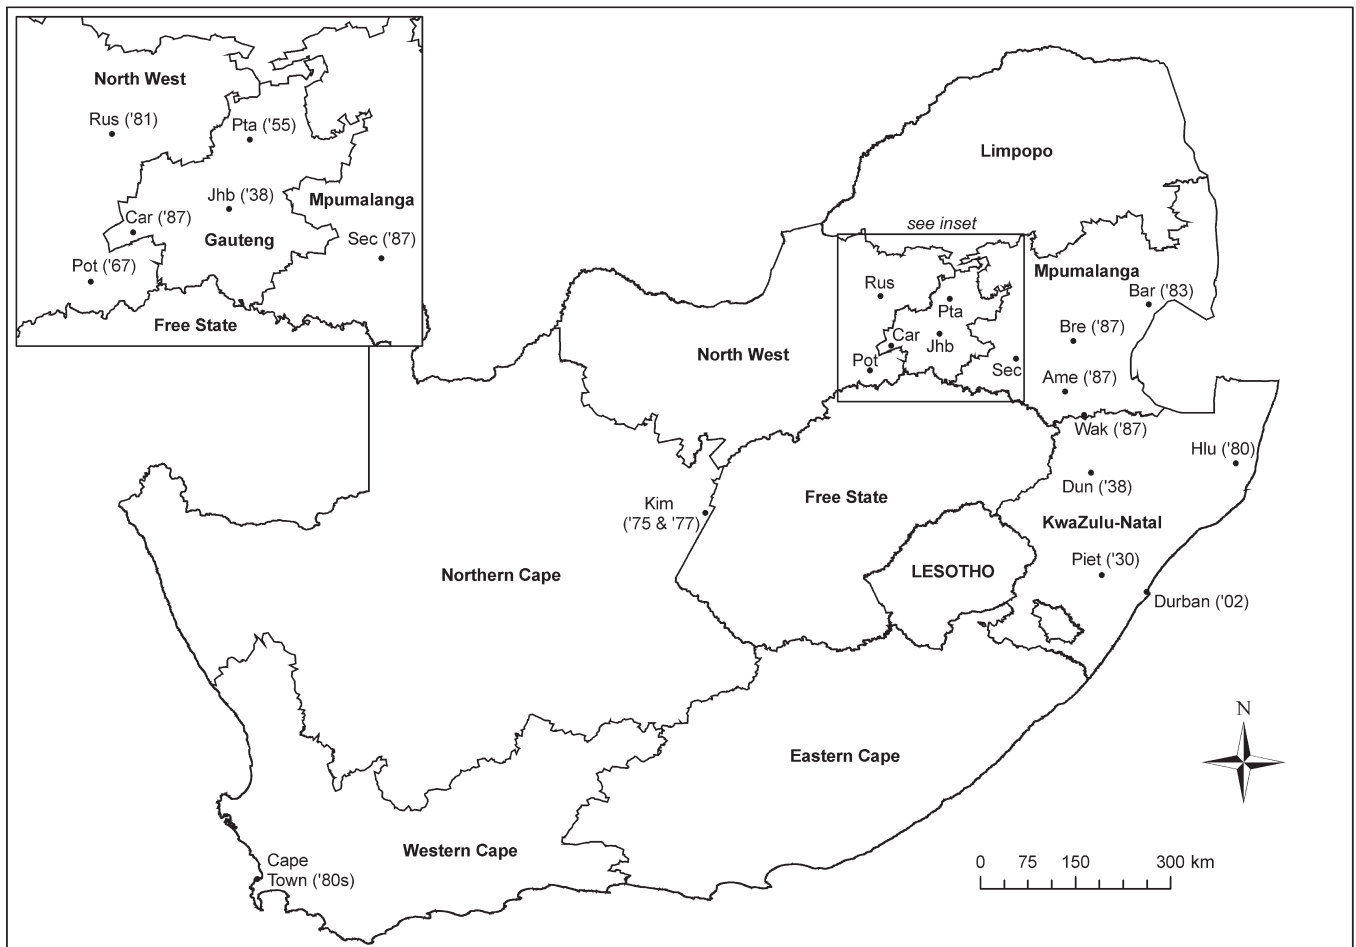 North West
Rus ('81)
Pta ('55)
Jhb ('38)
Mpumalanga
Car ('87)
Gauteng
Sec ('87)
Pot ('67)
Free State
Limpopo
see inset
Mpumalanga
Rus
Bar ('83)
Pta
Bre ('87)
Car
Jhb
North West
Pot
Sec
Ame ('87)
Wak ('87)
Hlu ('80)
Dun ('38)
Free State
Kim
('75 & '77)
KwaZulu-Natal
Piet ('30)
LESOTHO
Northern Cape
Durban ('02)
N
Eastern Cape
Western Cape
Cape
Town ('80s)
0 75 150 300 km